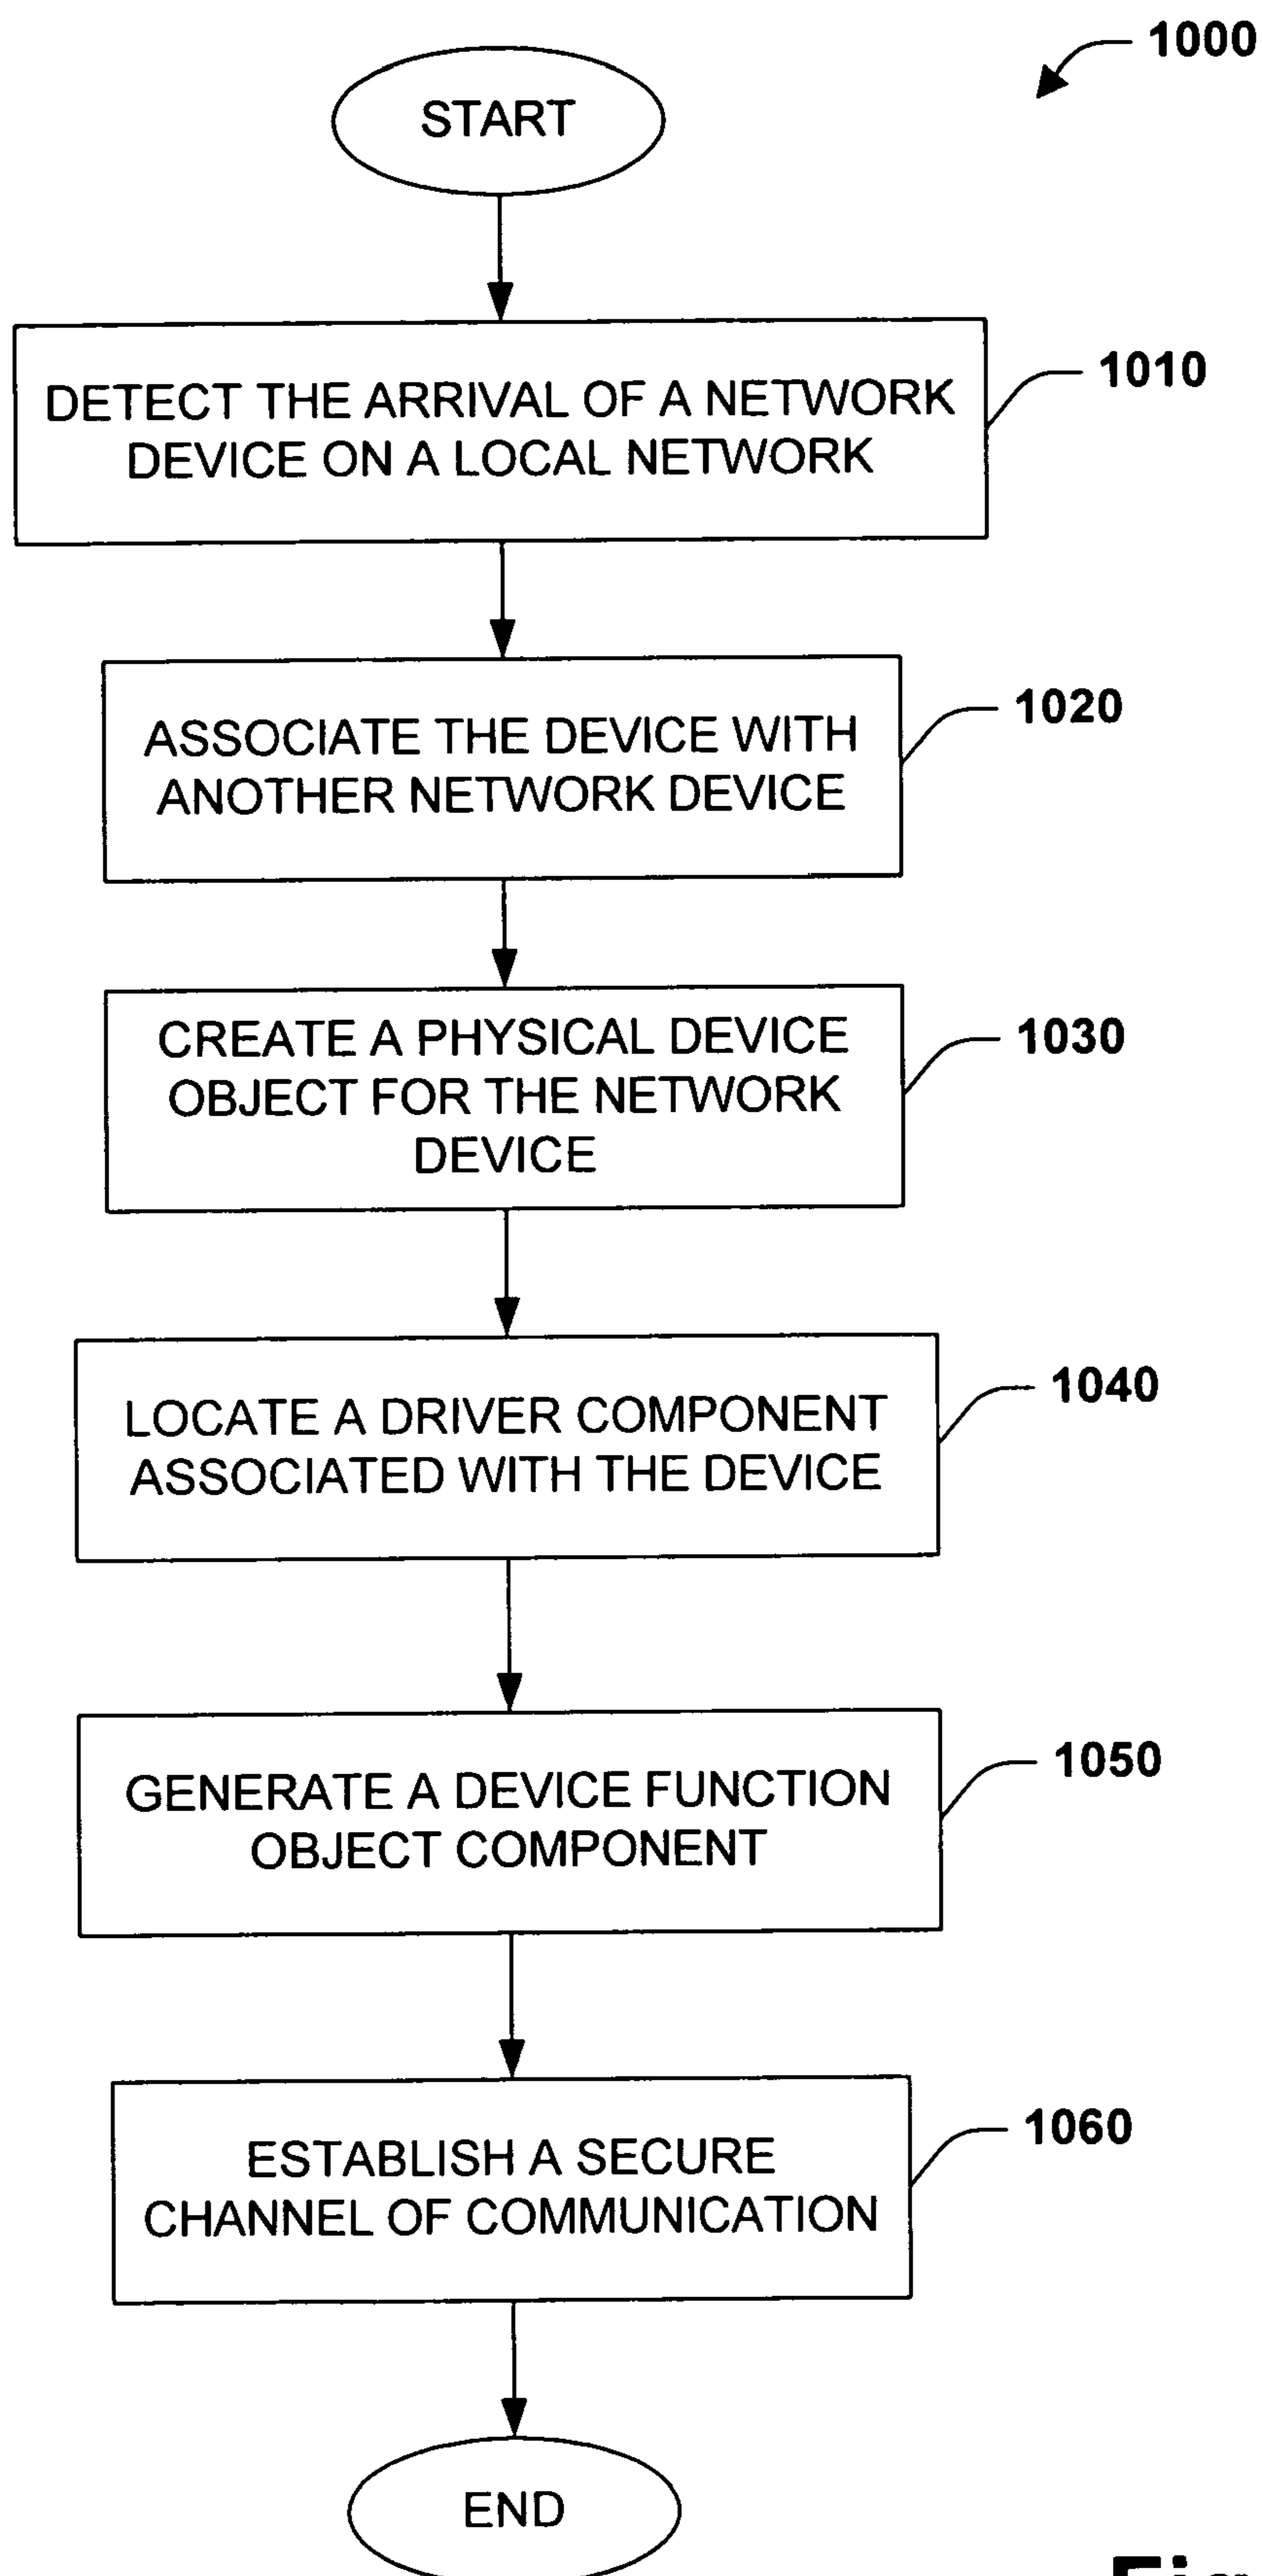 1000
START
DETECT THE ARRIVAL OF A NETWORK
DEVICE ON A LOCAL NETWORK
1010
ASSOCIATE THE DEVICE WITH
ANOTHER NETWORK DEVICE
1020
CREATE A PHYSICAL DEVICE
OBJECT FOR THE NETWORK
DEVICE
1030
LOCATE A DRIVER COMPONENT
ASSOCIATED WITH THE DEVICE
1040
GENERATE A DEVICE FUNCTION
OBJECT COMPONENT
1050
ESTABLISH A SECURE
CHANNEL OF COMMUNICATION
1060
END